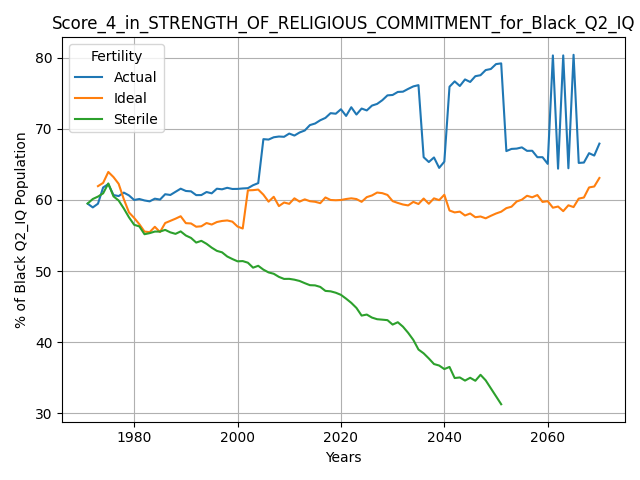 Score_4_in_STRENGTH_OF_RELIGIOUS_COMMITMENT_for_Black_Q2_IQ
Fertility
Actual
Ideal
Sterile
% of Black Q2_IQ Population
80
70
60
50
40
30
1980
2000
2020
2040
2060
Years